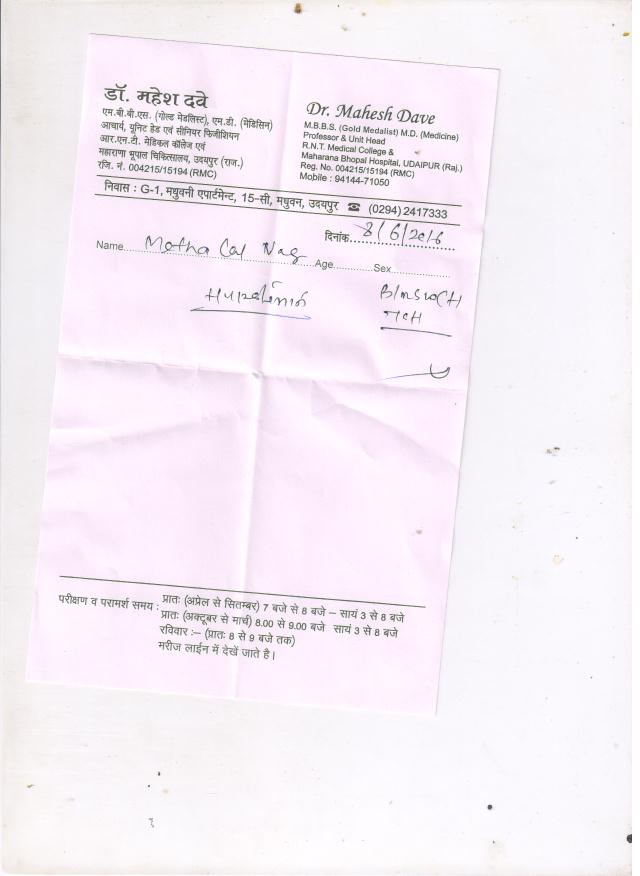 डॉ. महेश दवे
एम.बी.बी.एस. (गोल्ड मेडलिस्ट), एम.डी. (मेडिसिन)
आचार्य, यूनिट हेड एवं सीनियर फिजीशियन
आर.एन.टी. मेडिकल कॉलेज एवं
महाराणा भूपाल चिकित्सालय, उदयपुर (राज.)
रजि. नं. 004215/15194 (RMC)
Dr. Mahesh Dave
M.B.B.S. (Gold Medalist) M.D. (Medicine)
Professor & Unit Head
R.N.T. Medical College &
Maharana Bhopal Hospital, UDAIPUR (Raj.)
Reg. No. 004215/15194 (RMC)
Mobile : 94144-71050
निवास : G-1, मधुवनी एपार्टमेन्ट, 15-सी, मधुवन, उदयपुर ☎ (0294) 2417333
दिनांक 8/6/2016
Name Motha Lal Nag Age Sex
परीक्षण व परामर्श समय : प्रातः (अप्रेल से सितम्बर) 7 बजे से 8 बजे – सायं 3 से 8 बजे
प्रातः (अक्टूबर से मार्च) 8.00 से 9.00 बजे सायं 3 से 8 बजे
रविवार :– (प्रातः 8 से 9 बजे तक)
मरीज लाईन में देखें जाते है।